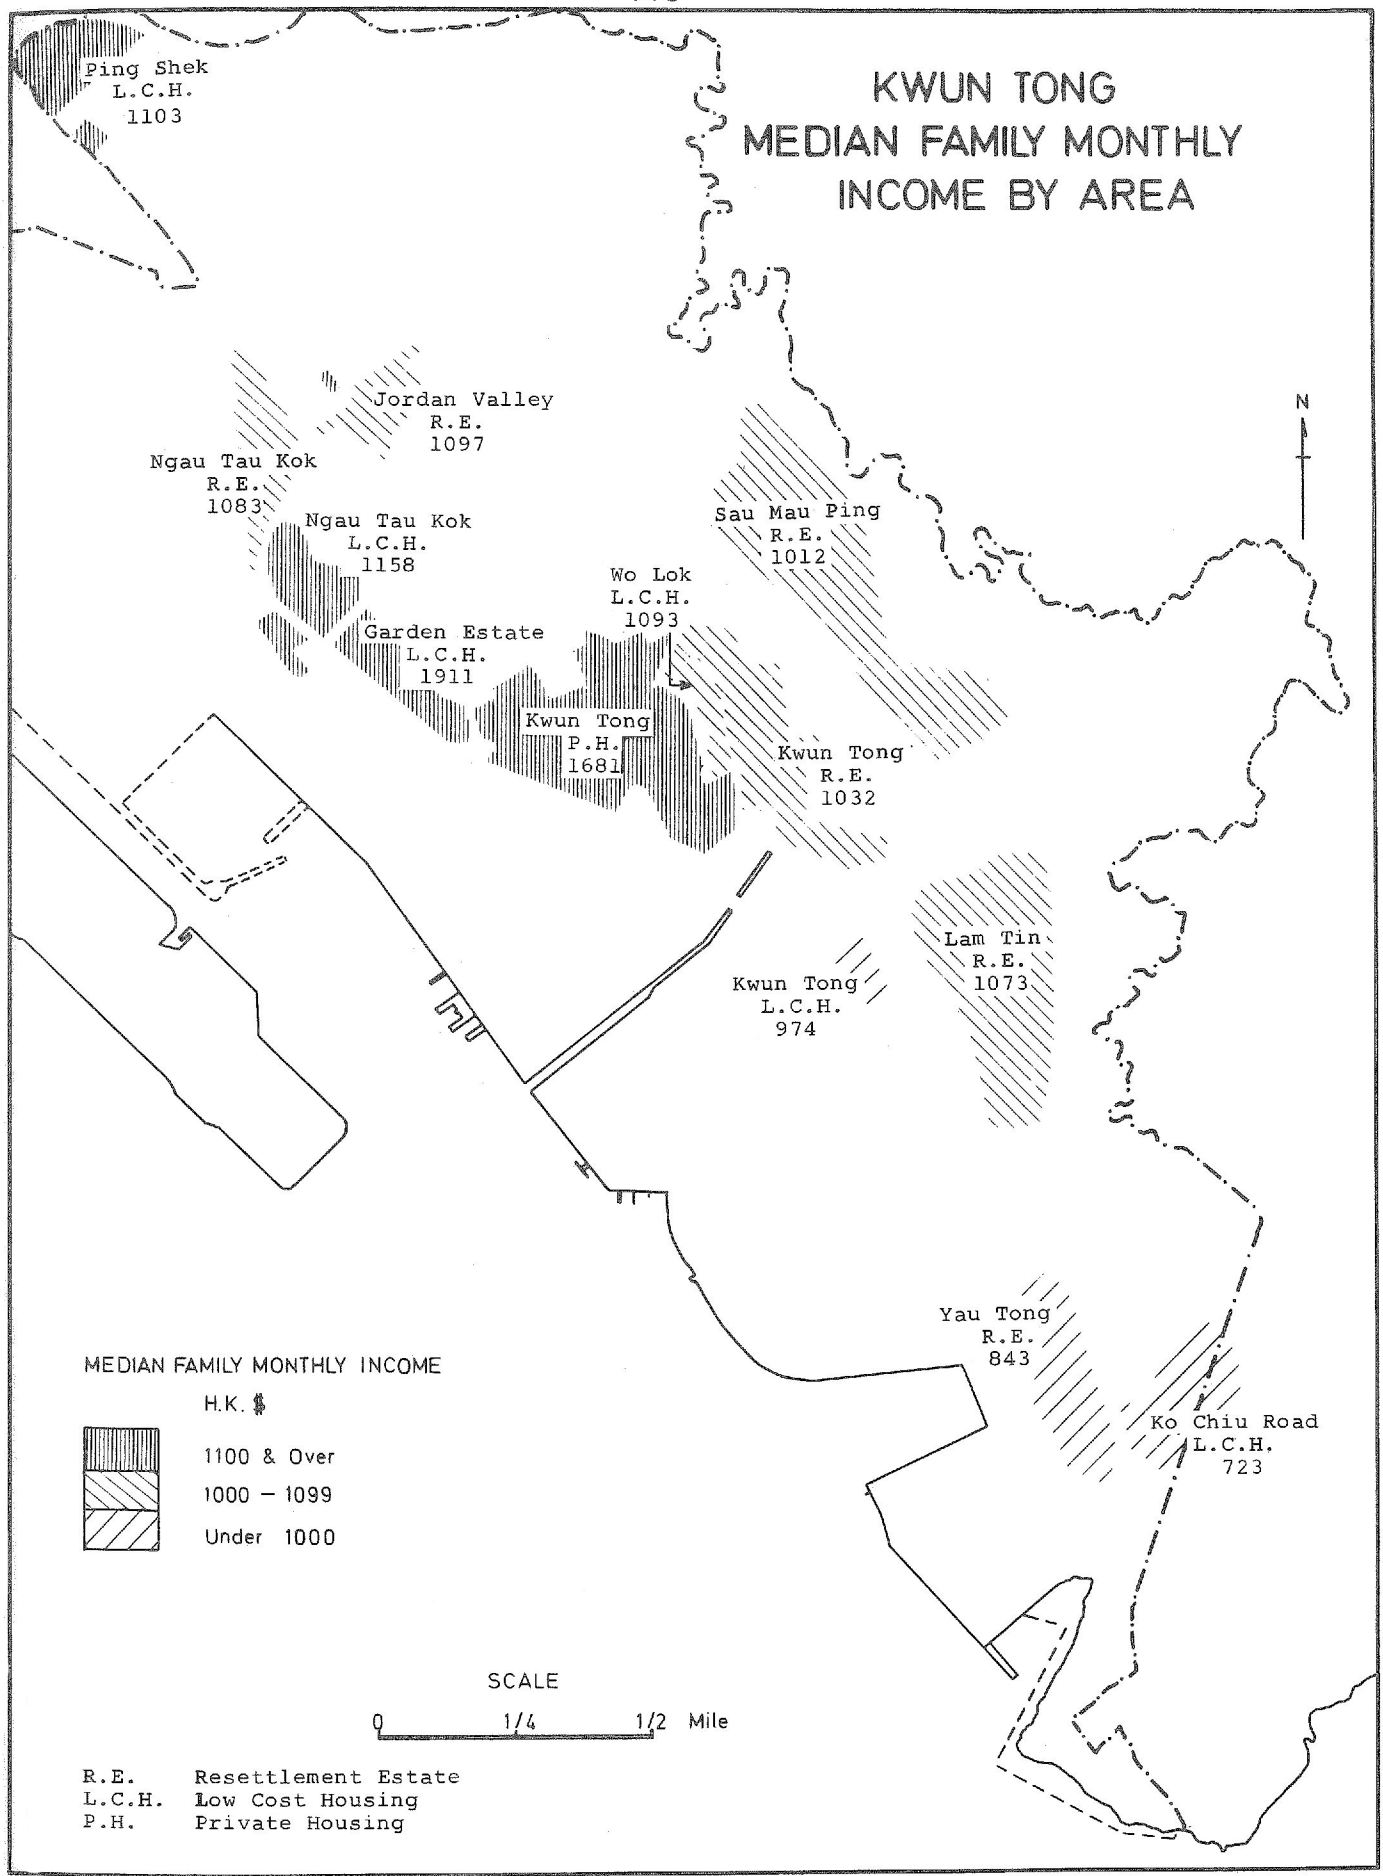 KWUN TONG
MEDIAN FAMILY MONTHLY
INCOME BY AREA
Ping Shek
L.C.H.
1103
N
Jordan Valley
R.E.
1097
Ngau Tau Kok
R.E.
1083
Ngau Tau Kok
L.C.H.
1158
Sau Mau Ping
R.E.
1012
Wo Lok
L.C.H.
1093
Garden Estate
L.C.H.
1911
Kwun Tong
P.H.
1681
Kwun Tong
R.E.
1032
Lam Tin
R.E.
1073
Kwun Tong
L.C.H.
974
Yau Tong
R.E.
843
Ko Chiu Road
L.C.H.
723
MEDIAN FAMILY MONTHLY INCOME
H.K. $
1100 & Over
1000 - 1099
Under 1000
SCALE
0 1/4 1/2 Mile
R.E. Resettlement Estate
L.C.H. Low Cost Housing
P.H. Private Housing